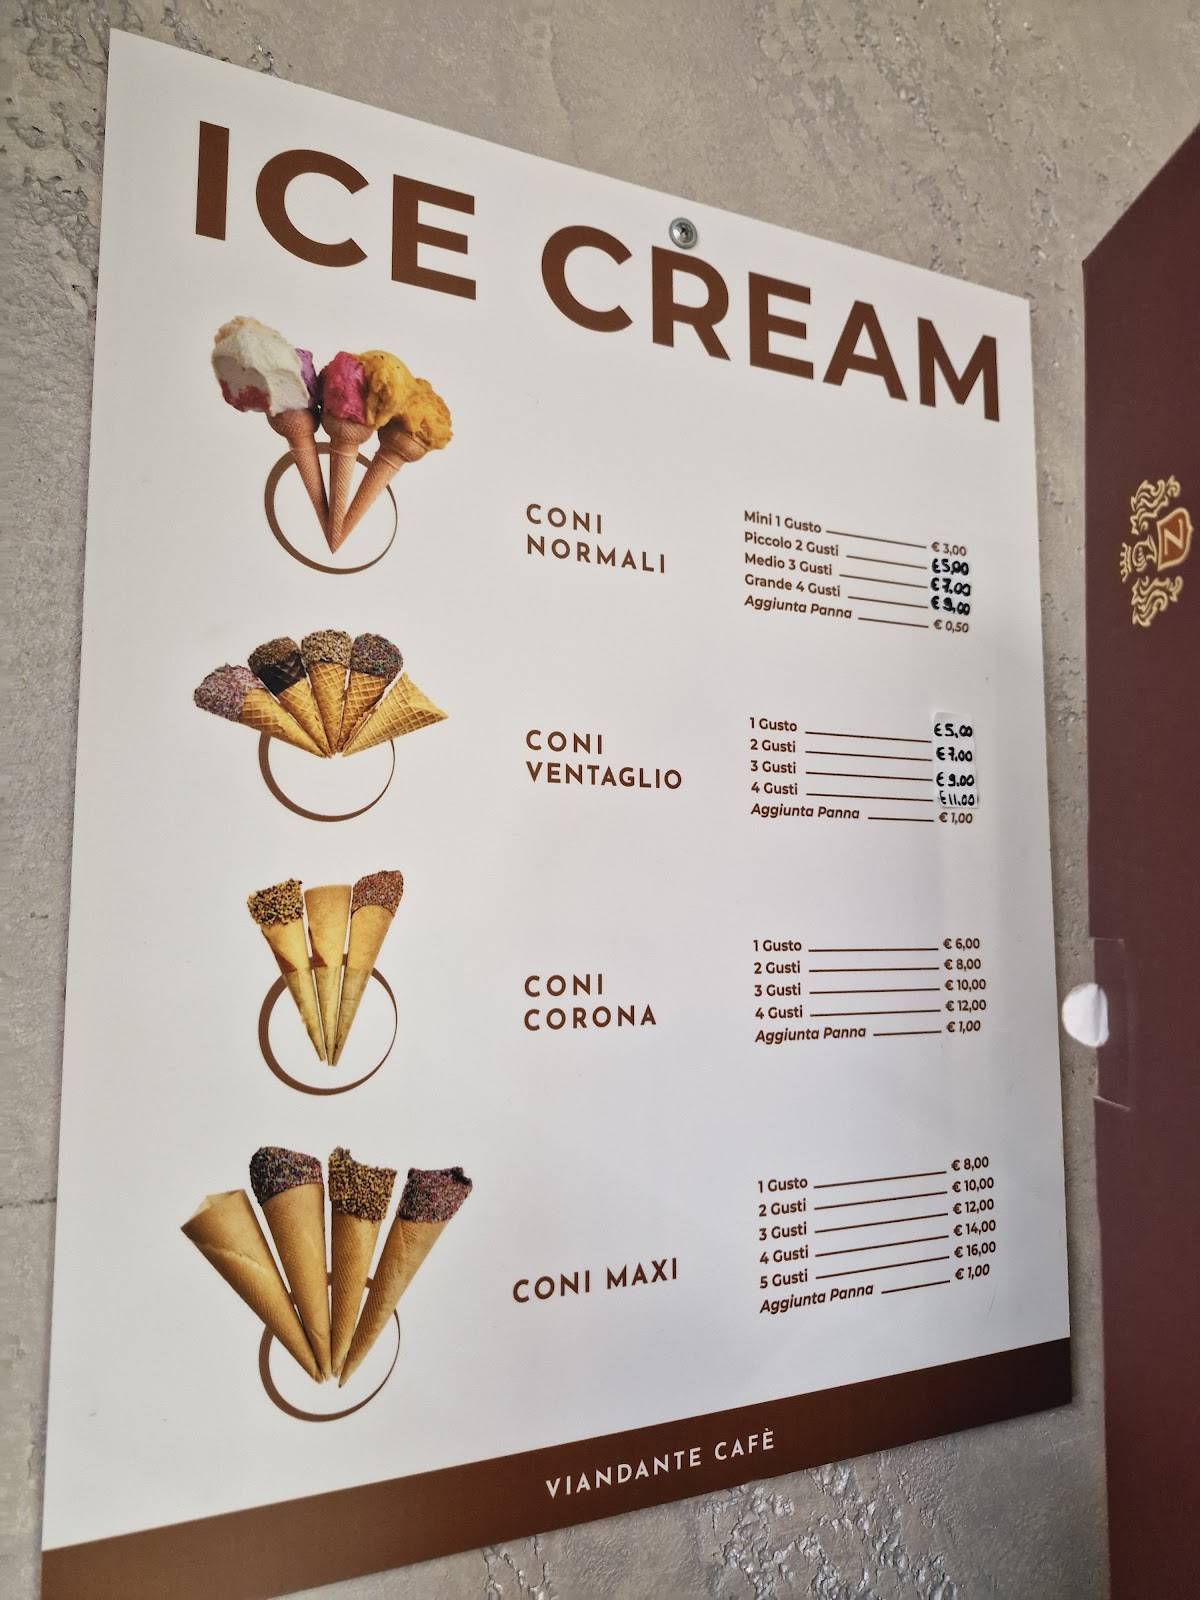 ICE CREAM
CONI
NORMALI
Mini 1 Gusto € 3,00
Piccolo 2 Gusti €5,00
Medio 3 Gusti €7.00
Grande 4 Gusti €9,00
Aggiunta Panna € 0,50
CONI
VENTAGLIO
1 Gusto €5,00
2 Gusti €7.00
3 Gusti €9.00
4 Gusti €11.00
Aggiunta Panna € 1,00
CONI
CORONA
1 Gusto € 6,00
2 Gusti € 8,00
3 Gusti € 10,00
4 Gusti € 12,00
Aggiunta Panna € 1,00
CONI MAXI
1 Gusto € 8,00
2 Gusti € 10,00
3 Gusti € 12,00
4 Gusti € 14,00
5 Gusti € 16,00
Aggiunta Panna € 1,00
VIANDANTE CAFÈ
Z